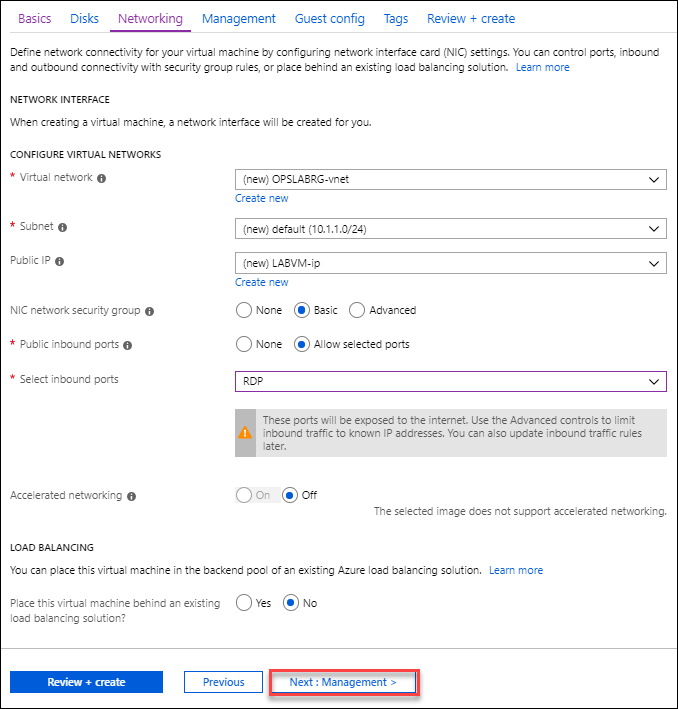 Basics Disks Networking Management Guest config Tags Review + create
Define network connectivity for your virtual machine by configuring network interface card (NIC) settings. You can control ports, inbound
and outbound connectivity with security group rules, or place behind an existing load balancing solution. Learn more
NETWORK INTERFACE
When creating a virtual machine, a network interface will be created for you.
CONFIGURE VIRTUAL NETWORKS
* Virtual network (new) OPSLABRG-vnet
Create new
* Subnet (new) default (10.1.1.0/24)
Public IP (new) LABVM-ip
Create new
NIC network security group None Basic Advanced
* Public inbound ports None Allow selected ports
* Select inbound ports RDP
These ports will be exposed to the internet. Use the Advanced controls to limit
inbound traffic to known IP addresses. You can also update inbound traffic rules
later.
Accelerated networking On Off
The selected image does not support accelerated networking.
LOAD BALANCING
You can place this virtual machine in the backend pool of an existing Azure load balancing solution. Learn more
Place this virtual machine behind an existing Yes No
load balancing solution?
Review + create Previous Next : Management >